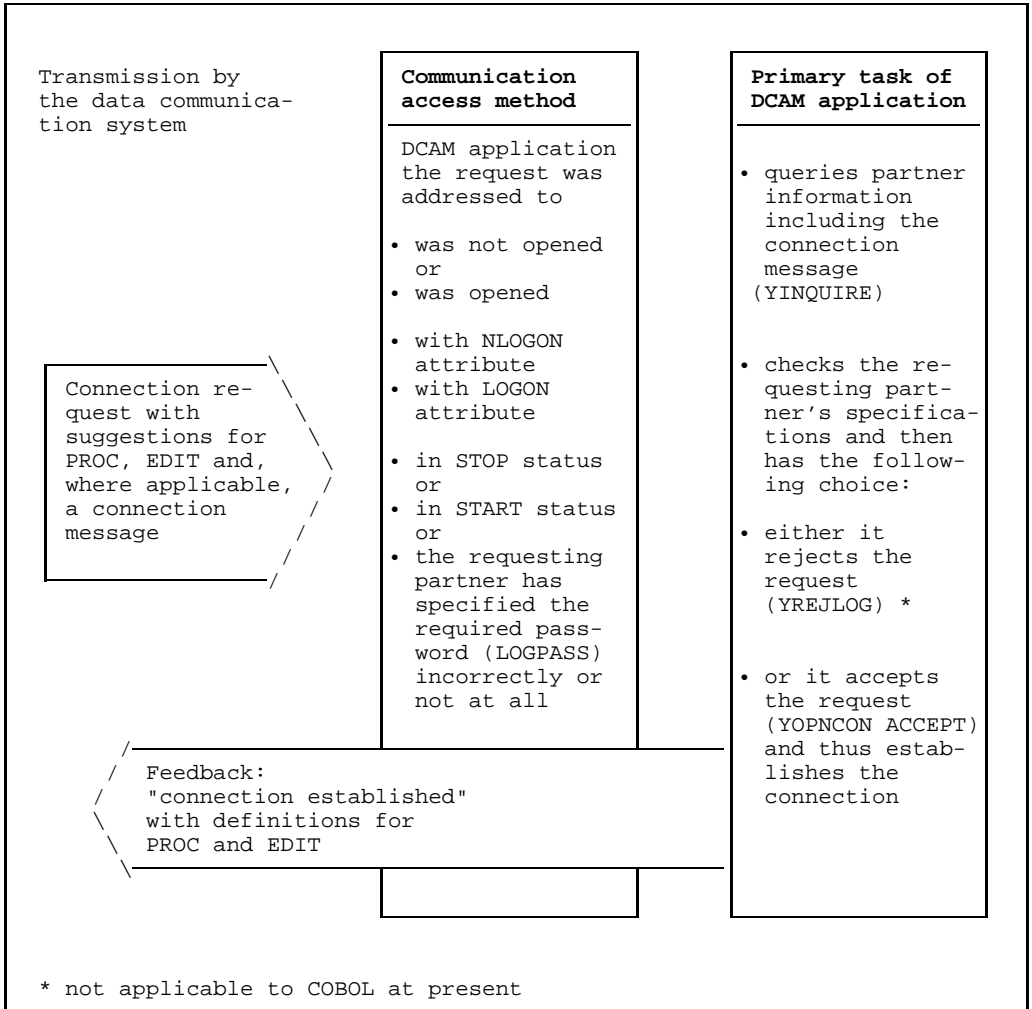 Transmission by
the data communica-
tion system
Connection re-
quest with
suggestions for
PROC, EDIT and,
where applicable,
a connection
message
Communication
access method
DCAM application
the request was
addressed to
• was not opened
or
• was opened
• with NLOGON
attribute
• with LOGON
attribute
• in STOP status
or
• in START status
or
• the requesting
partner has
specified the
required pass-
word (LOGPASS)
incorrectly or
not at all
Primary task of
DCAM application
• queries partner
information
including the
connection
message
(YINQUIRE)
• checks the re-
questing part-
ner's specifica-
tions and then
has the follow-
ing choice:
• either it
rejects the
request
(YREJLOG) *
• or it accepts
the request
(YOPNCON ACCEPT)
and thus estab-
lishes the
connection
Feedback:
"connection established"
with definitions for
PROC and EDIT
* not applicable to COBOL at present